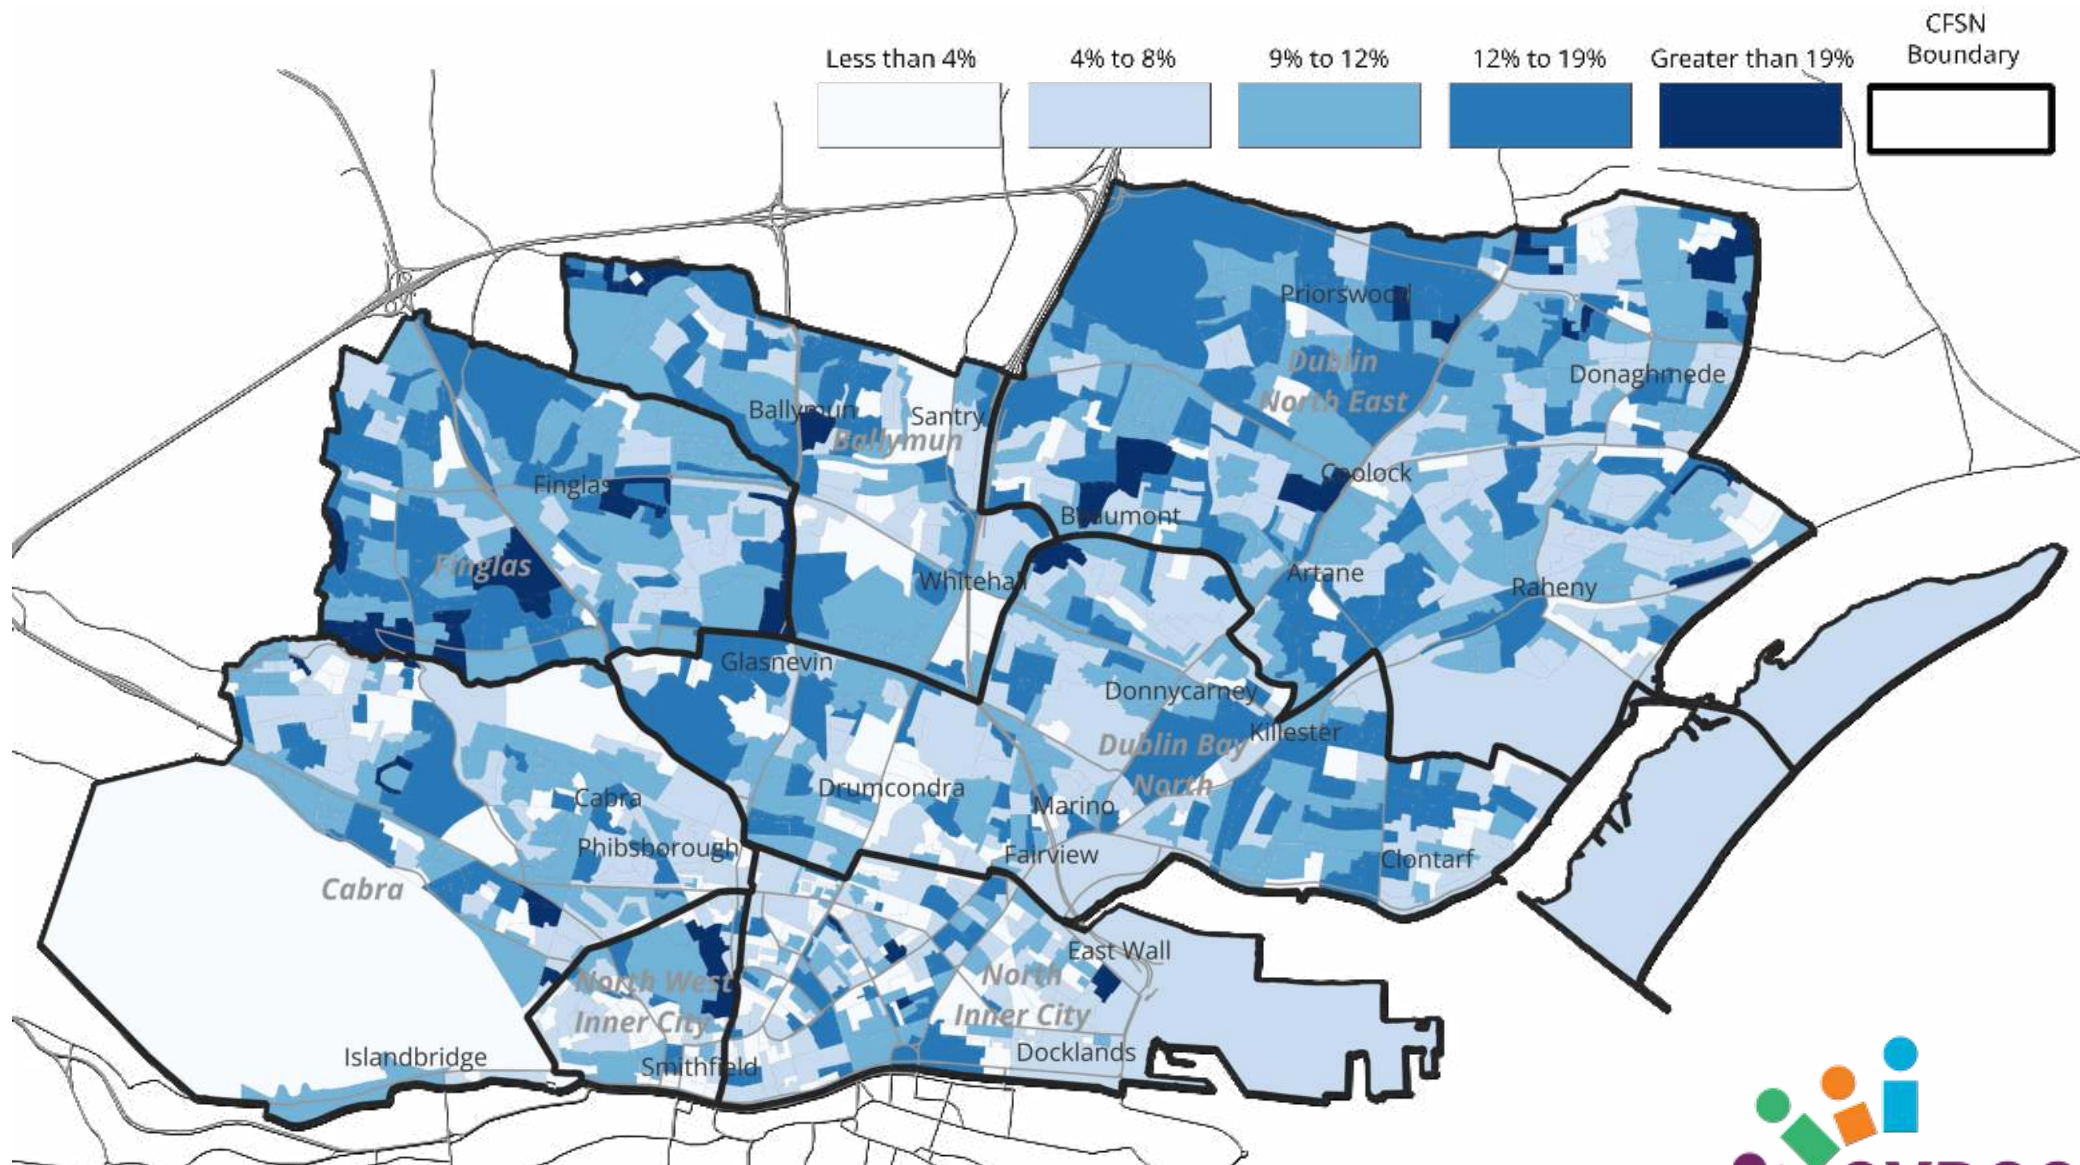 CFSN
Boundary
Less than 4%
4% to 8%
9% to 12%
12% to 19%
Greater than 19%
Priorswood
Dublin
North East
Donaghmede
Ballymun
Santry
Ballymun
Finglas
Coolock
Beaumont
Finglas
Whitehall
Artane
Raheny
Glasnevin
Donnycarney
Killester
Dublin Bay
North
Drumcondra
Cabra
Marino
Phibsborough
Fairview
Clontarf
Cabra
East Wall
North West
Inner City
North
Inner City
Islandbridge
Smithfield
Docklands